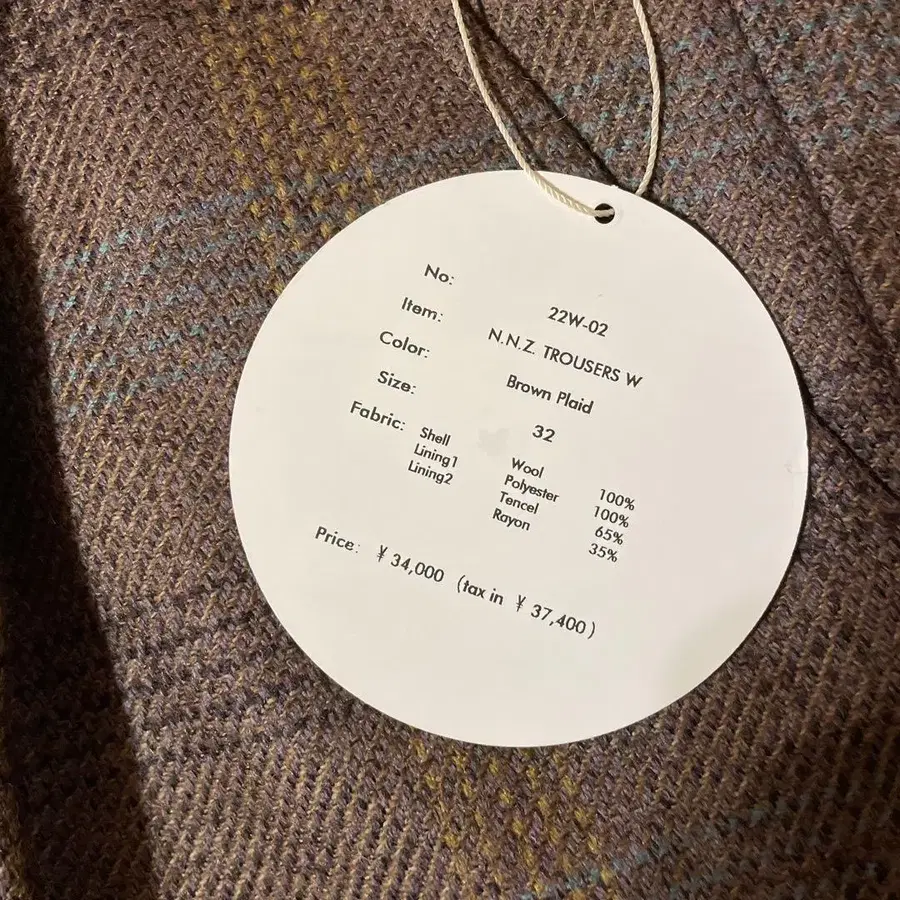 No: 22W-02
Item: N.N.Z. TROUSERS W
Color: Brown Plaid
Size: 32
Fabric: Shell Wool 100%
Lining1 Polyester 100%
Lining2 Tencel 65%
Rayon 35%
Price: ¥ 34,000 (tax in ¥ 37,400)